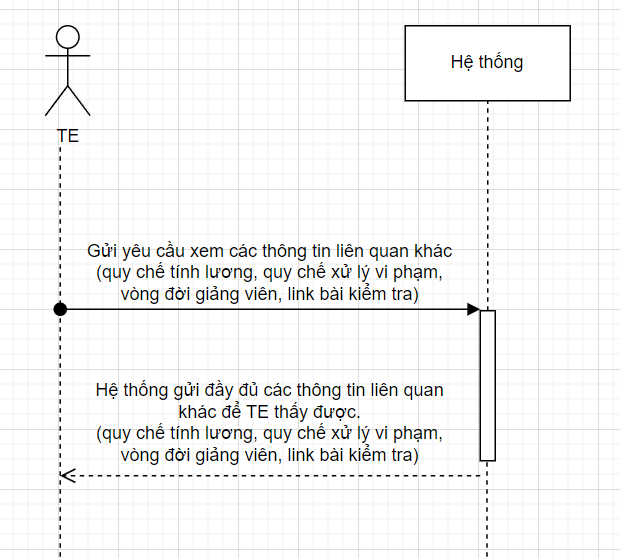 Hệ thống
TE
Gửi yêu cầu xem các thông tin liên quan khác
(quy chế tính lương, quy chế xử lý vi phạm,
vòng đời giảng viên, link bài kiểm tra)
Hệ thống gửi đầy đủ các thông tin liên quan
khác để TE thấy được.
(quy chế tính lương, quy chế xử lý vi phạm,
vòng đời giảng viên, link bài kiểm tra)